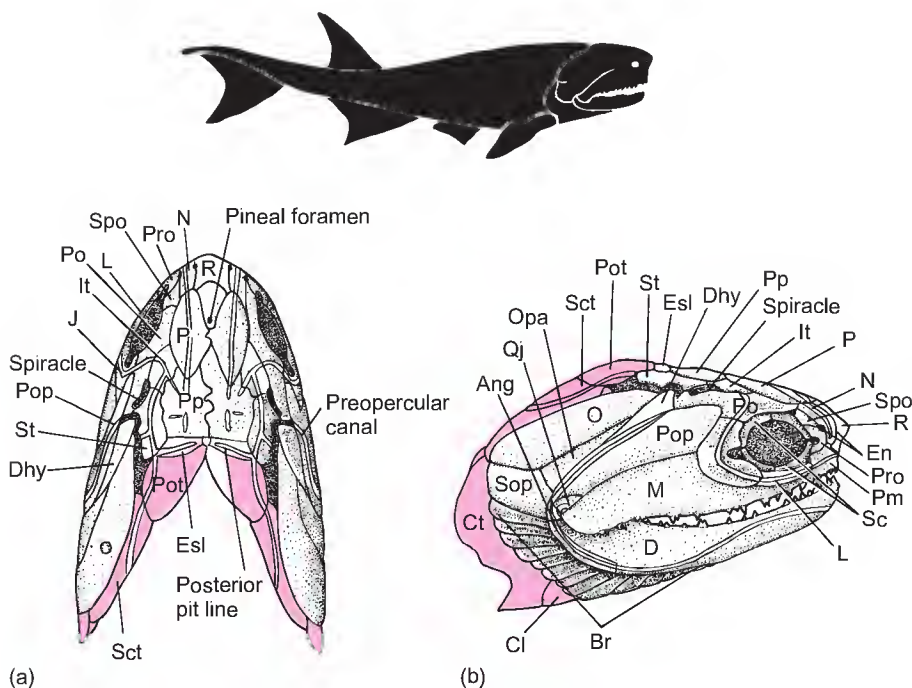 N
Pineal foramen
Spo
Pro
Po
L
It
R
J
P
Spiracle
Pp
Pop
Preopercular
canal
St
Dhy
Pot
O
Esl
Posterior
pit line
Sct
(a)
Pot
St
Dhy
Pp
Sct
Esl
Spiracle
Opa
It
Qj
P
Ang
Po
N
O
Spo
Pop
R
En
Sop
Pro
M
Pm
Ct
Sc
D
L
Cl
Br
(b)